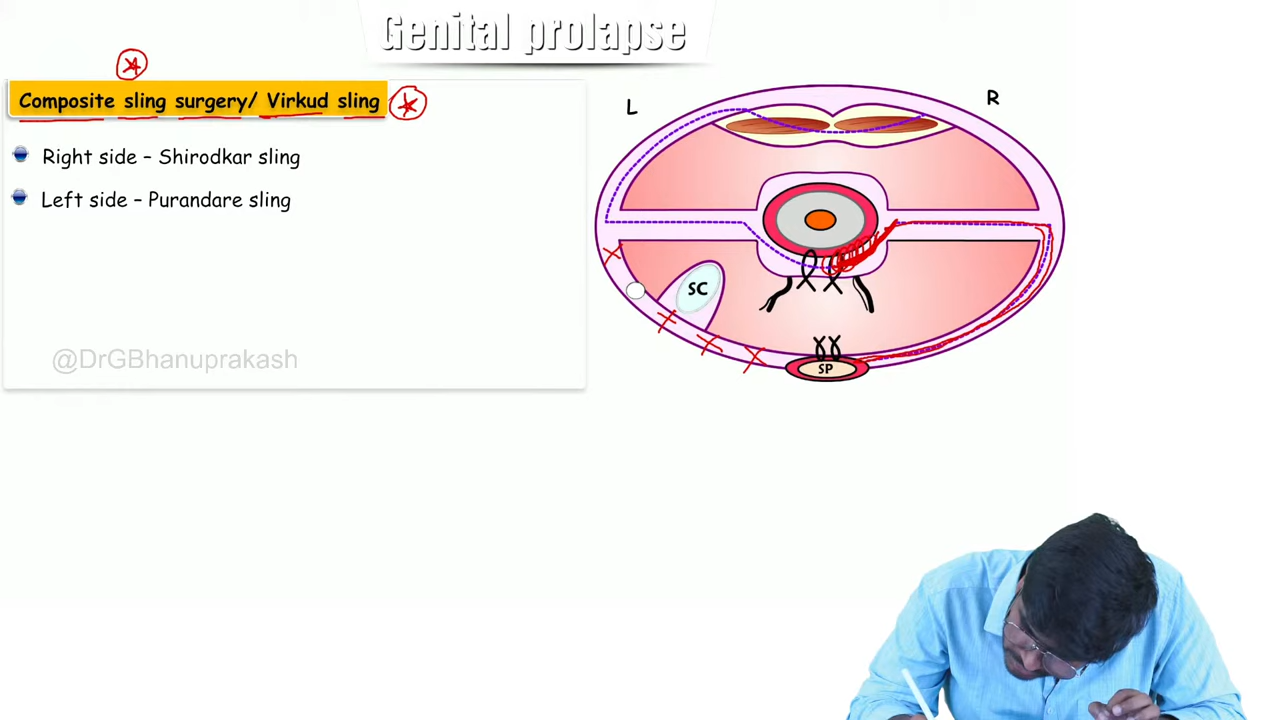 Genital prolapse
Composite sling surgery/ Virkud sling
Right side – Shirodkar sling
Left side – Purandare sling
@DrGBhanuprakash
L
R
SC
SP